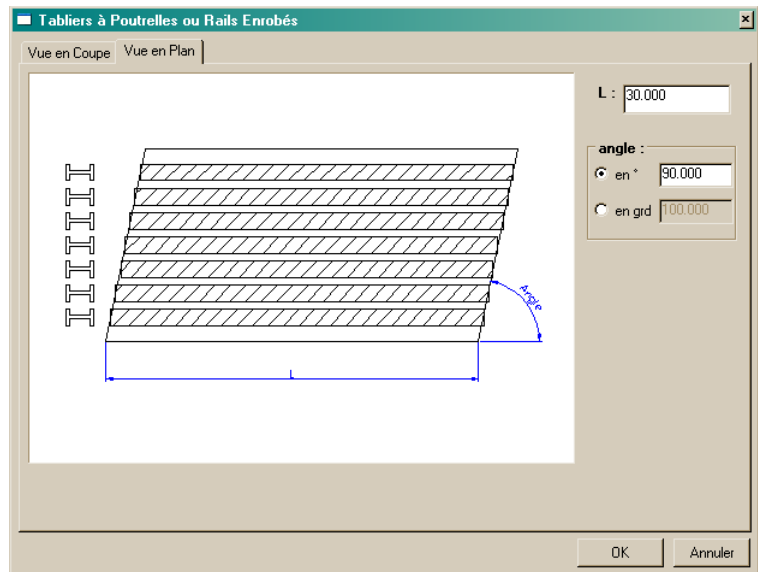 Tabliers à Poutrelles ou Rails Enrobés
Vue en Coupe
Vue en Plan
L :
30.000
angle :
en °
90.000
en grd
100.000
Angle
L
OK
Annuler